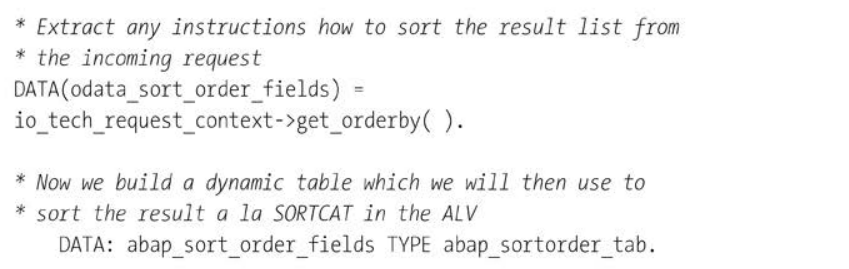 * Extract any instructions how to sort the result list from
* the incoming request
DATA(odata_sort_order_fields) =
io_tech_request_context->get_orderby( ).
* Now we build a dynamic table which we will then use to
* sort the result a la SORTCAT in the ALV
DATA: abap_sort_order_fields TYPE abap_sortorder_tab.